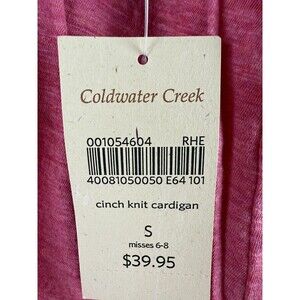 Coldwater Creek
001054604 RHE
40081050050 E64 101
cinch knit cardigan
S
misses 6-8
$39.95